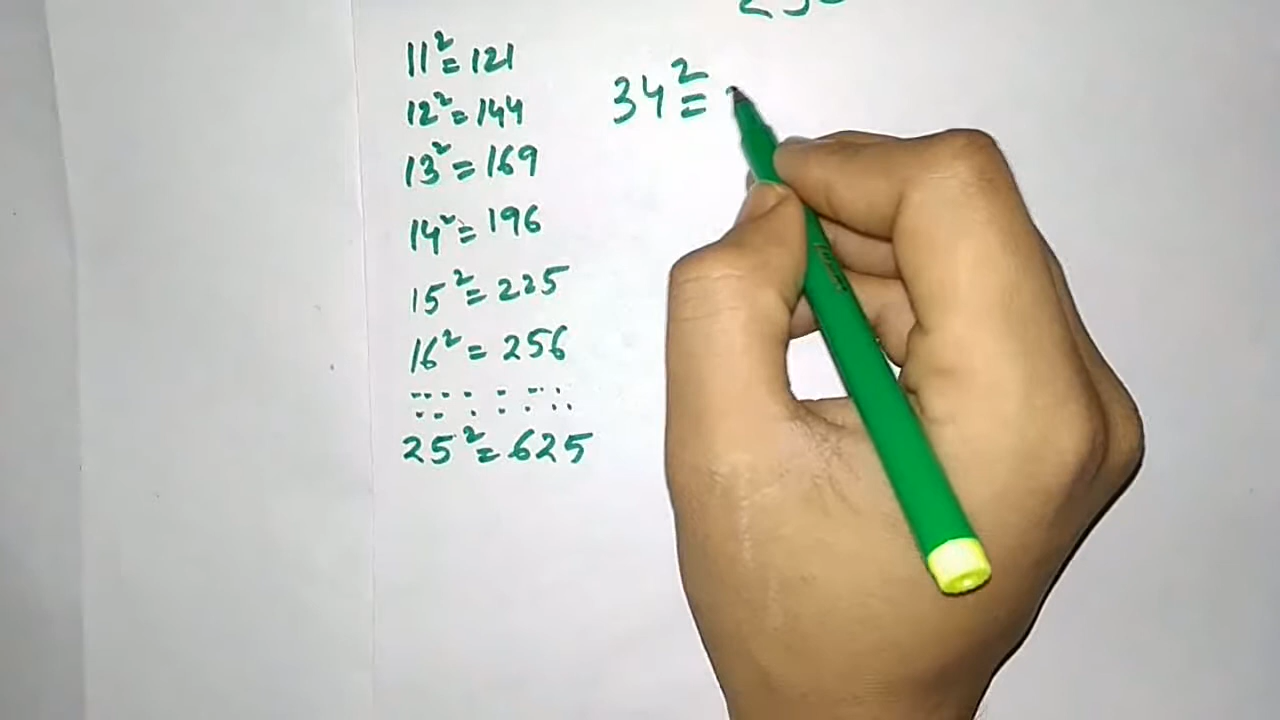 11² = 121
12² = 144
13² = 169
14² = 196
15² = 225
16² = 256
25² = 625
34² =